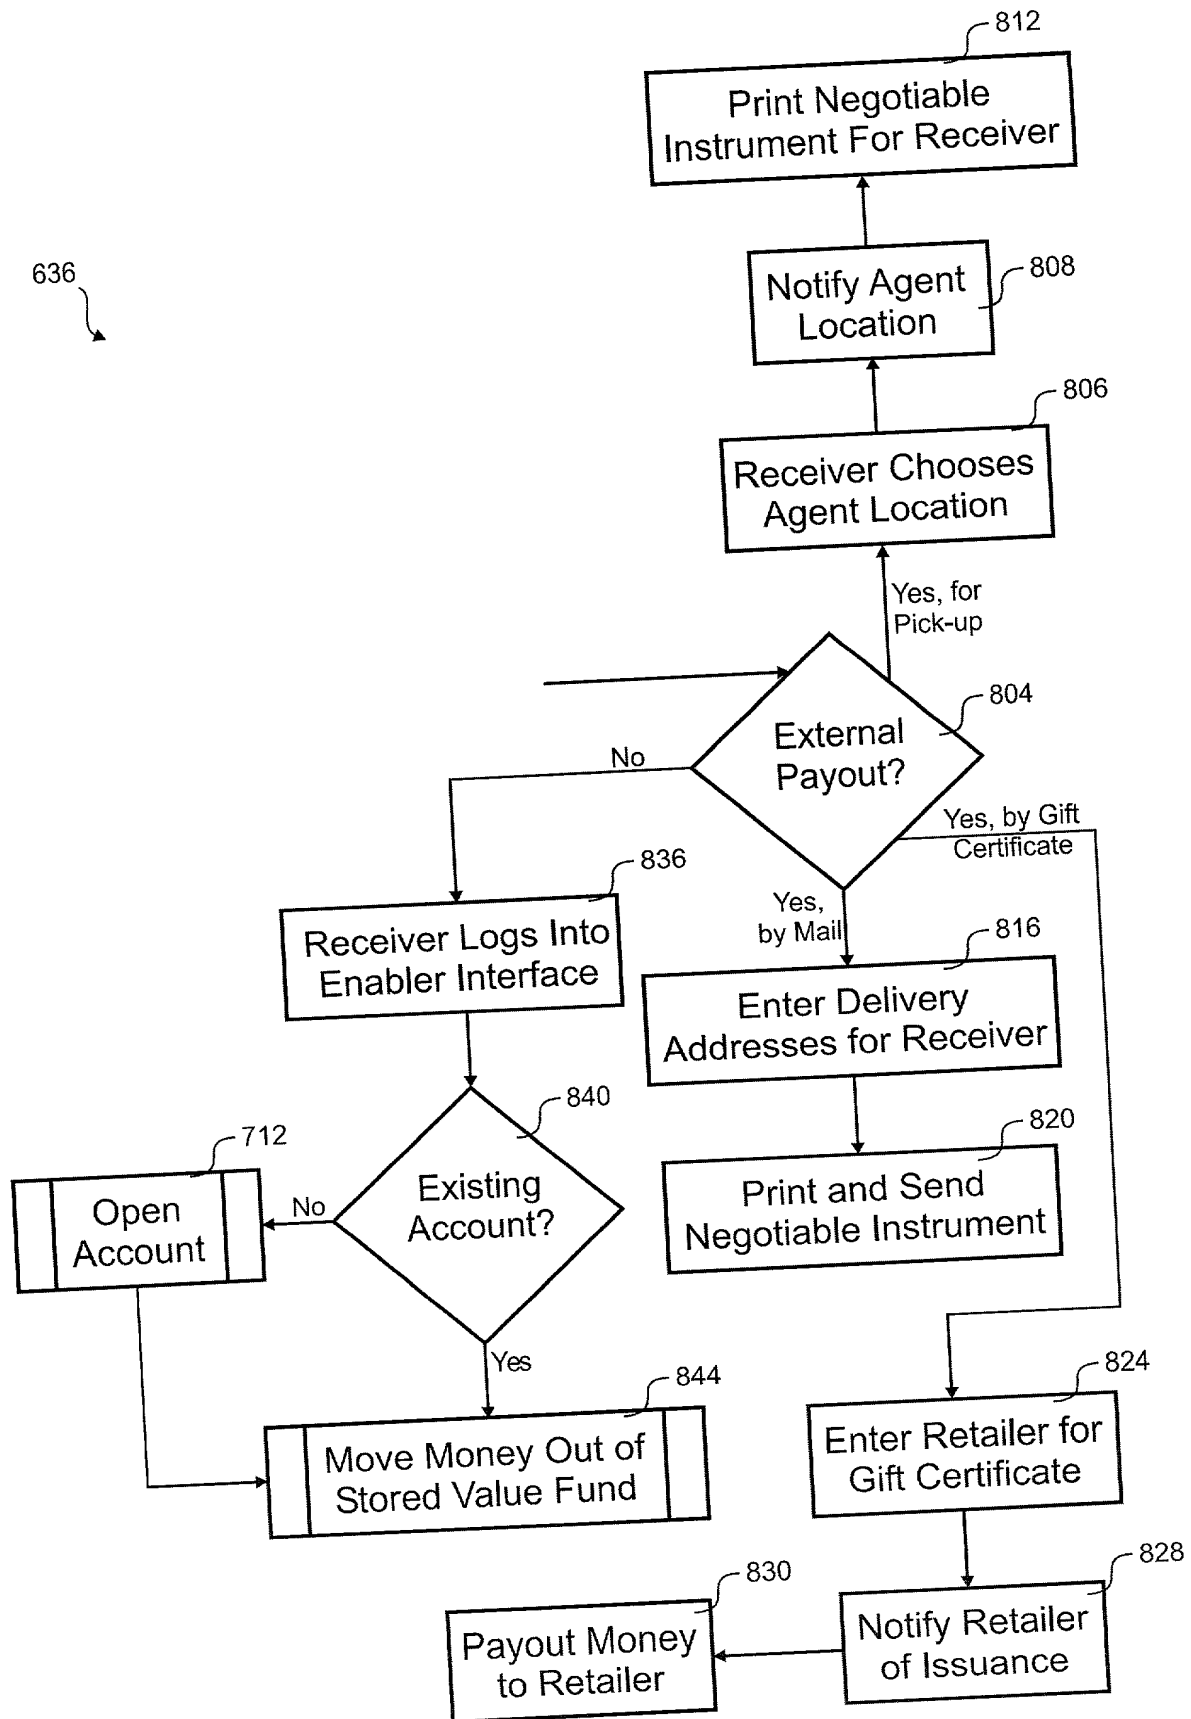 812
Print Negotiable
Instrument For Receiver
636
808
Notify Agent
Location
806
Receiver Chooses
Agent Location
Yes, for
Pick-up
804
External
Payout?
No
Yes, by Gift
Certificate
836
Receiver Logs Into
Enabler Interface
Yes,
by Mail
816
Enter Delivery
Addresses for Receiver
840
Existing
Account?
712
Open
Account
No
820
Print and Send
Negotiable Instrument
Yes
844
Move Money Out of
Stored Value Fund
824
Enter Retailer for
Gift Certificate
828
Notify Retailer
of Issuance
830
Payout Money
to Retailer